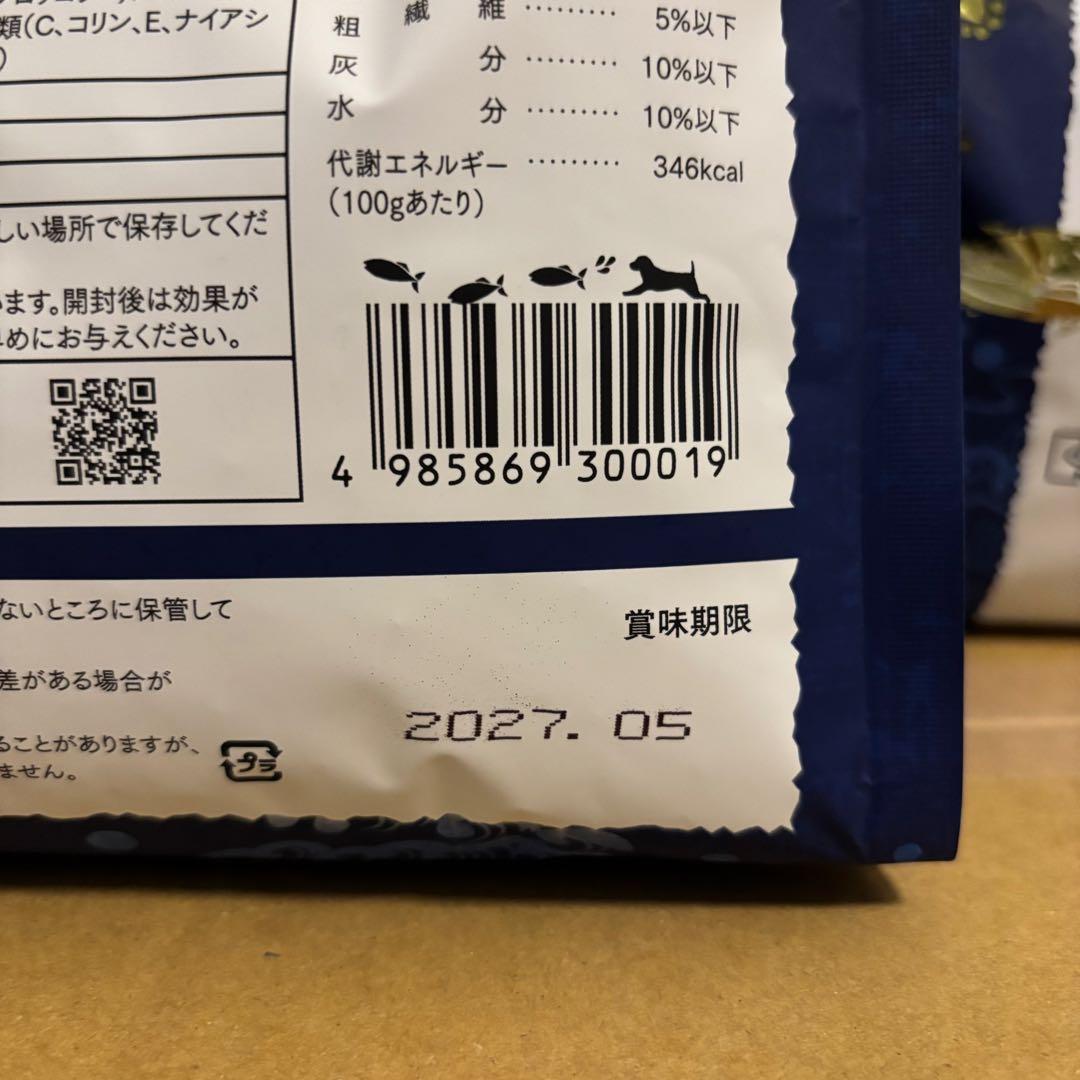 類(C、コリン、E、ナイアシ
)
粗 繊 維 ········· 5%以下
灰 分 ········· 10%以下
水 分 ········· 10%以下
代謝エネルギー ········· 346kcal
(100gあたり)
しい場所で保存してくだ
います。開封後は効果が
早めにお与えください。
4 985869 300019
ないところに保管して
差がある場合が
ることがありますが、
ません。
プラ
賞味期限
2027. 05